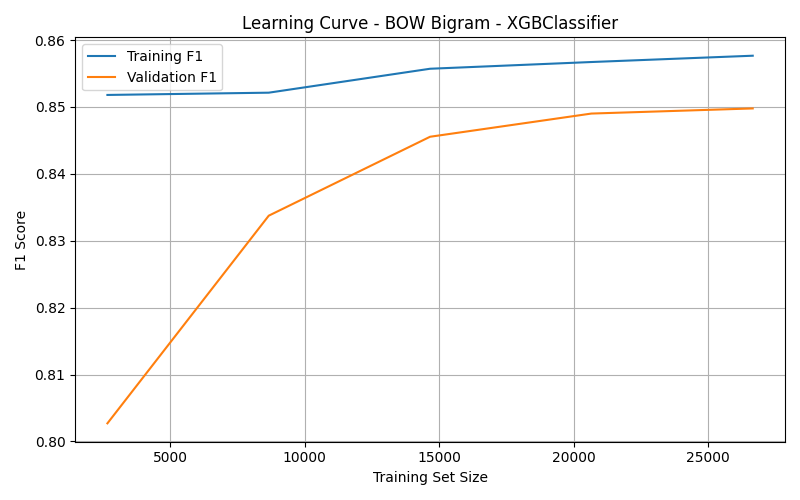 Learning Curve - BOW Bigram - XGBClassifier
Training F1
Validation F1
0.86
0.85
0.84
0.83
0.82
0.81
0.80
F1 Score
5000
10000
15000
20000
25000
Training Set Size